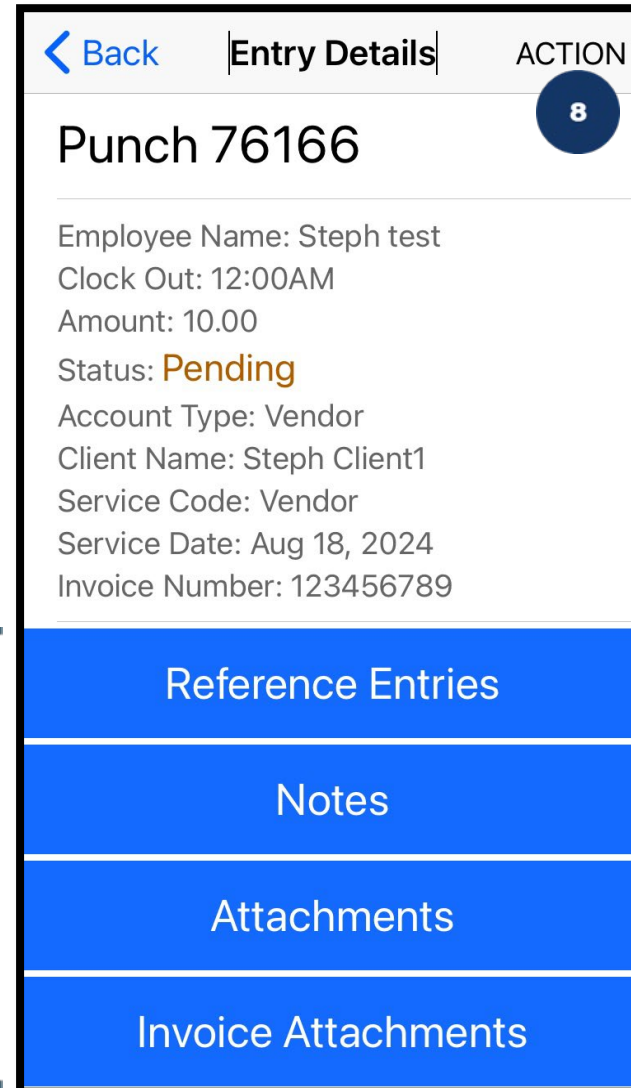 Back Entry Details ACTION
8
Punch 76166
Employee Name: Steph test
Clock Out: 12:00AM
Amount: 10.00
Status: Pending
Account Type: Vendor
Client Name: Steph Client1
Service Code: Vendor
Service Date: Aug 18, 2024
Invoice Number: 123456789
Reference Entries
Notes
Attachments
Invoice Attachments